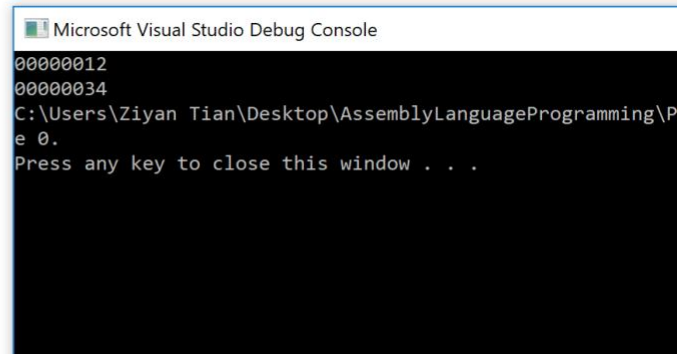 Microsoft Visual Studio Debug Console
00000012
00000034
C:\Users\Ziyan Tian\Desktop\AssemblyLanguageProgramming\P
e 0.
Press any key to close this window . . .